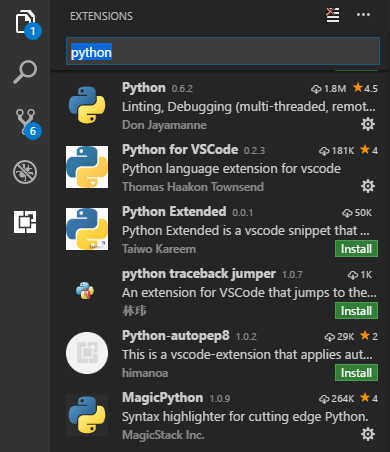 EXTENSIONS
1
python
Python 0.6.2 1.8M 4.5
Linting, Debugging (multi-threaded, remot...
Don Jayamanne
Python for VSCode 0.2.3 181K 4
Python language extension for vscode
Thomas Haakon Townsend
6
Python Extended 0.0.1 50K
Python Extended is a vscode snippet that ...
Taiwo Kareem Install
python traceback jumper 1.0.7 1K
An extension for VSCode that jumps to the...
林玮 Install
Python-autopep8 1.0.2 29K 2
This is a vscode-extension that applies aut...
himanoa Install
MagicPython 1.0.9 264K 4
Syntax highlighter for cutting edge Python.
MagicStack Inc.